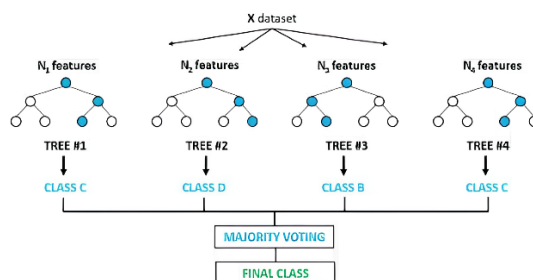 X dataset
N1 features
N2 features
N3 features
N4 features
TREE #1
TREE #2
TREE #3
TREE #4
CLASS C
CLASS D
CLASS B
CLASS C
MAJORITY VOTING
FINAL CLASS